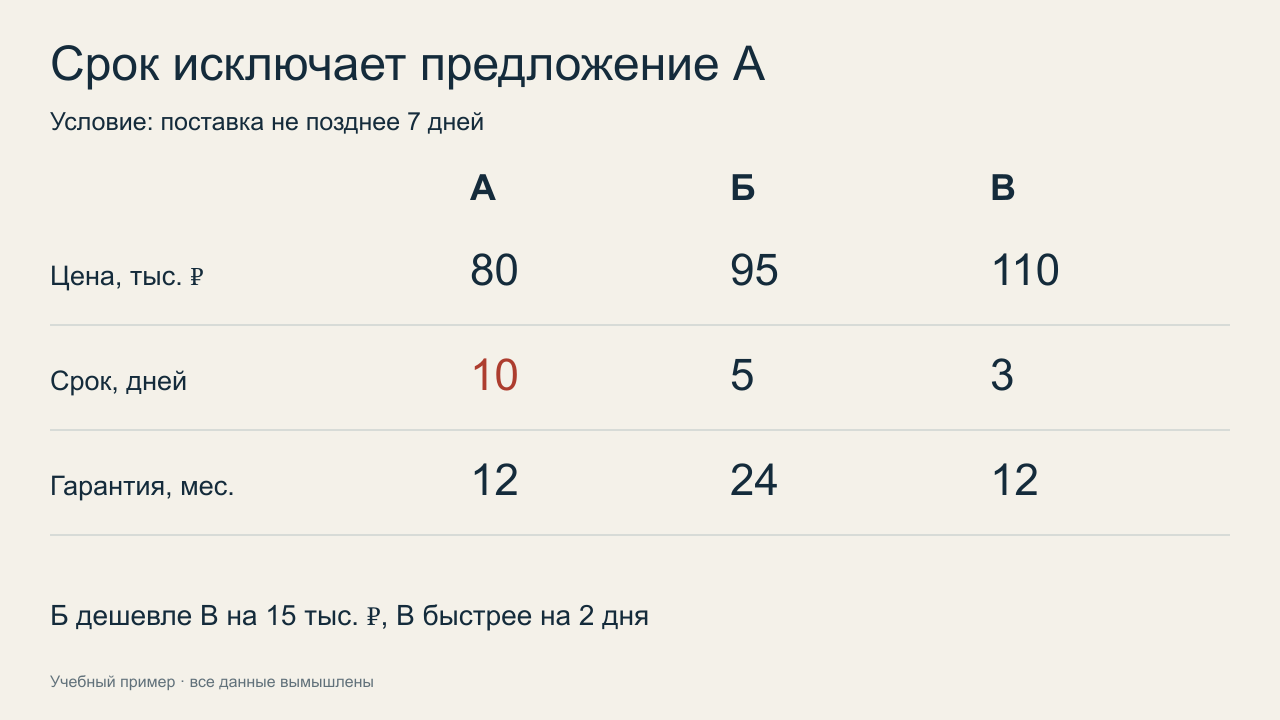 Срок исключает предложение А
Условие: поставка не позднее 7 дней
А Б В
Цена, тыс. ₽ 80 95 110
Срок, дней 10 5 3
Гарантия, мес. 12 24 12
Б дешевле В на 15 тыс. ₽, В быстрее на 2 дня
Учебный пример · все данные вымышлены